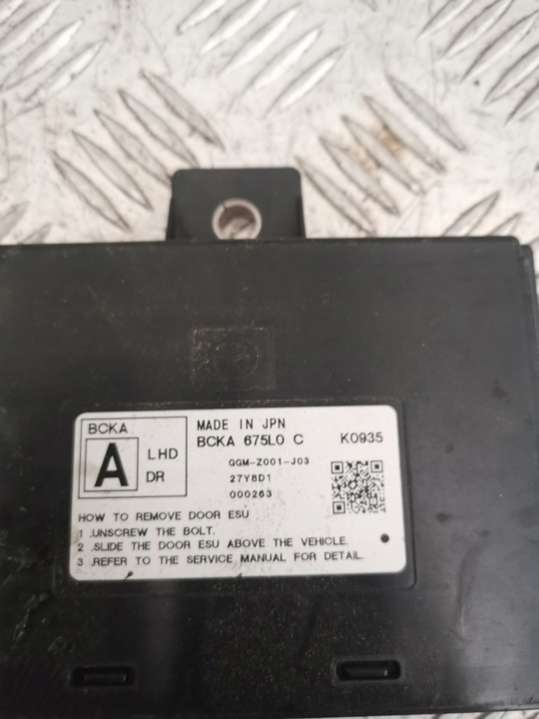 BCKA
A
LHD
DR
MADE IN JPN
BCKA 675L0 C K0935
GGM-Z001-J03
27Y8D1
000263
HOW TO REMOVE DOOR ESU
1 .UNSCREW THE BOLT.
2 .SLIDE THE DOOR ESU ABOVE THE VEHICLE.
3 .REFER TO THE SERVICE MANUAL FOR DETAIL.